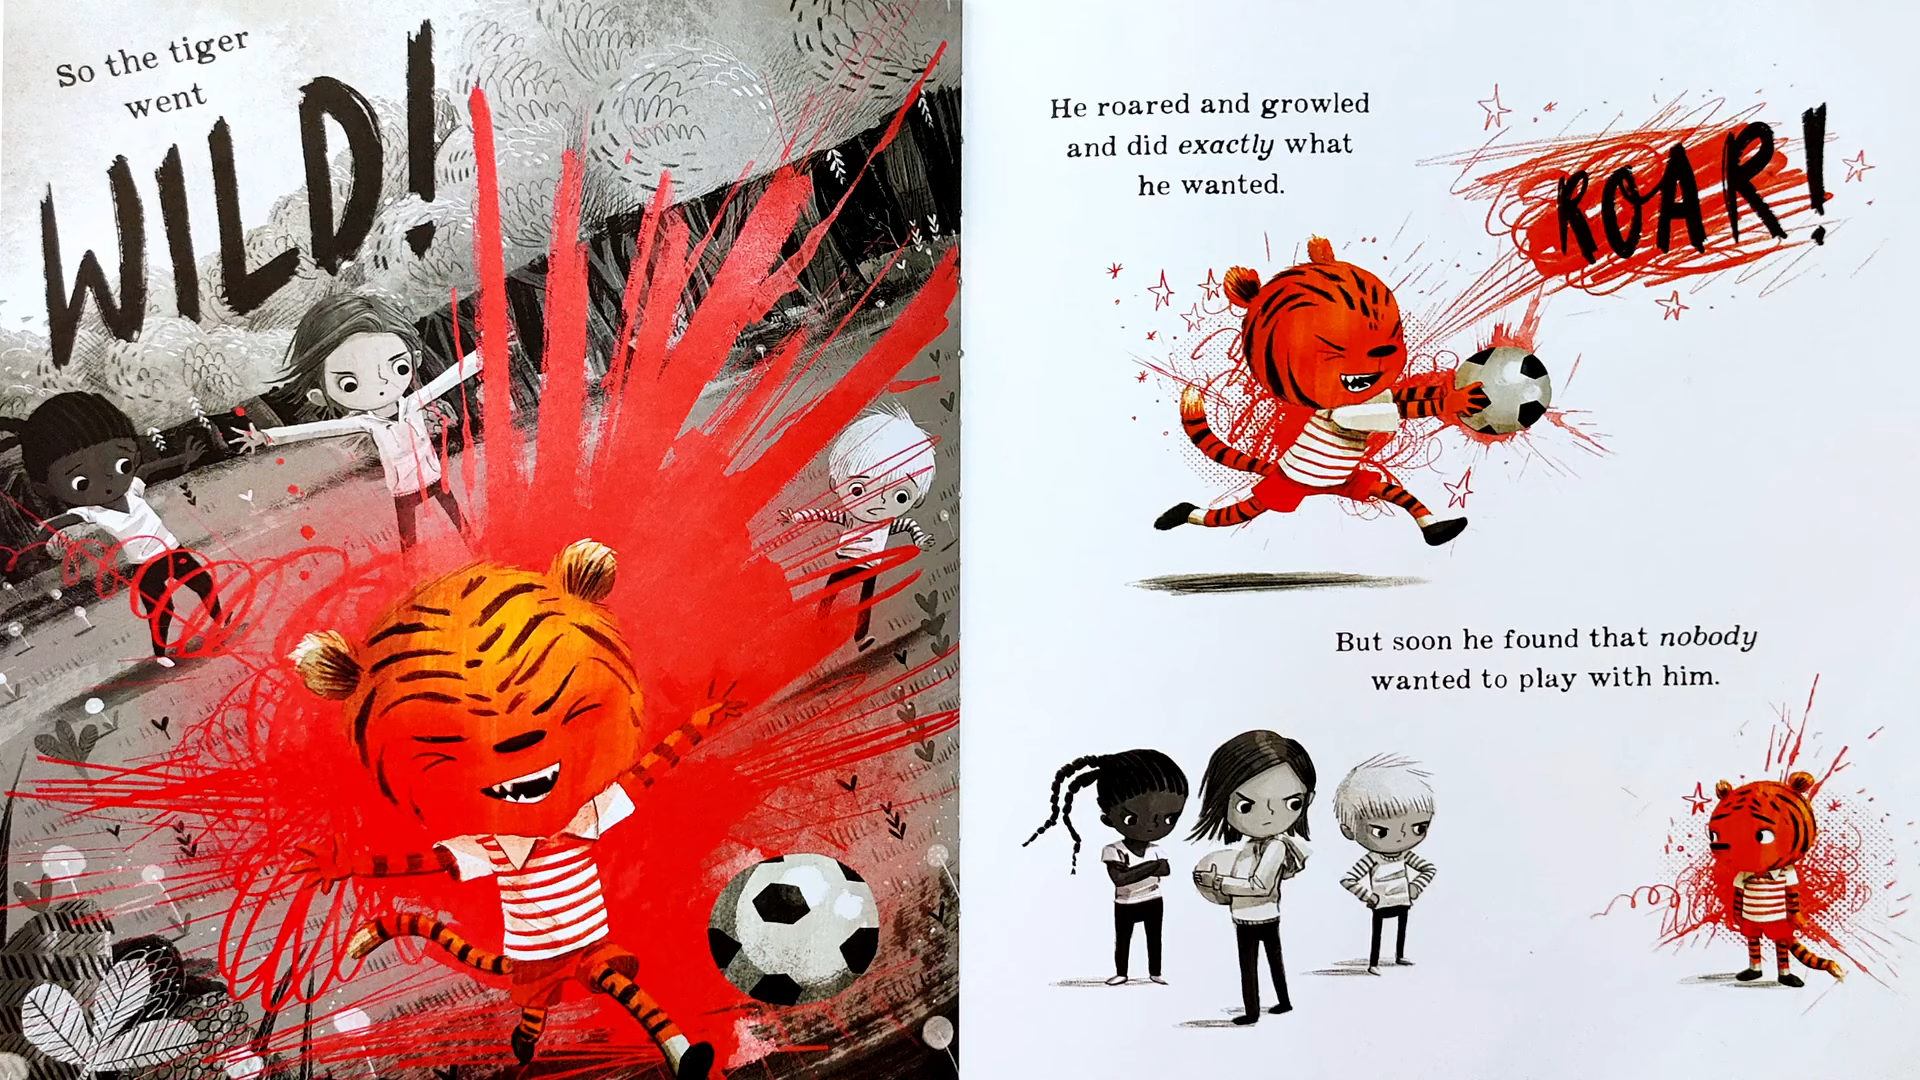 So the tiger
went
WILD!
He roared and growled
and did exactly what
he wanted.
ROAR!
But soon he found that nobody
wanted to play with him.